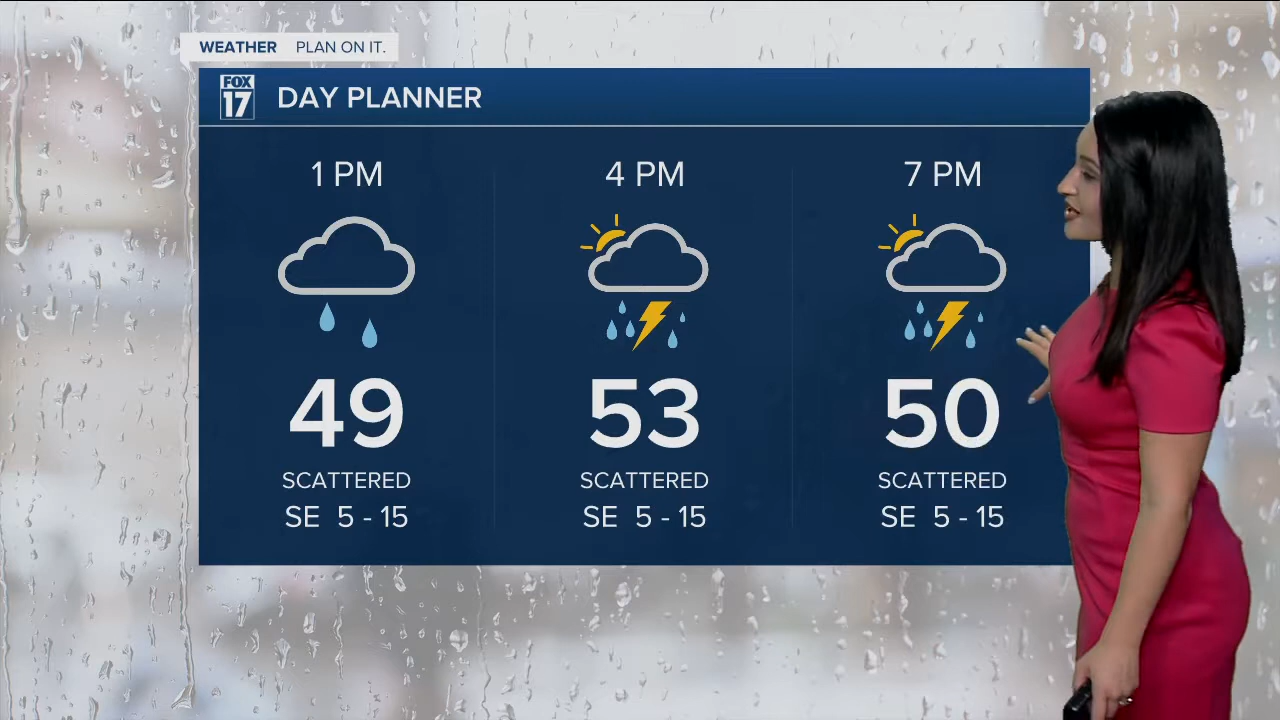 WEATHER PLAN ON IT.
FOX
17
DAY PLANNER
1 PM
4 PM
7 PM
49
53
50
SCATTERED
SCATTERED
SCATTERED
SE 5 - 15
SE 5 - 15
SE 5 - 15